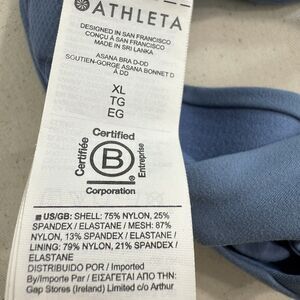 ATHLETA
DESIGNED IN SAN FRANCISCO
CONÇU À SAN FRANCISCO
MADE IN SRI LANKA
ASANA BRA D-DD
SOUTIEN-GORGE ASANA BONNET D
À DD
XL
TG
EG
Certified
Certifiée
B
Entreprise
Corporation
US/GB: SHELL: 75% NYLON, 25%
SPANDEX / ELASTANE / MESH: 87%
NYLON, 13% SPANDEX / ELASTANE /
LINING: 79% NYLON, 21% SPANDEX /
ELASTANE
DISTRIBUIDO POR / Imported
By/Importe Par / ΕΙΣΑΓΕΤΑΙ ΑΠΟ ΤΗΝ:
Gap Stores (Ireland) Limited C/o Arthur